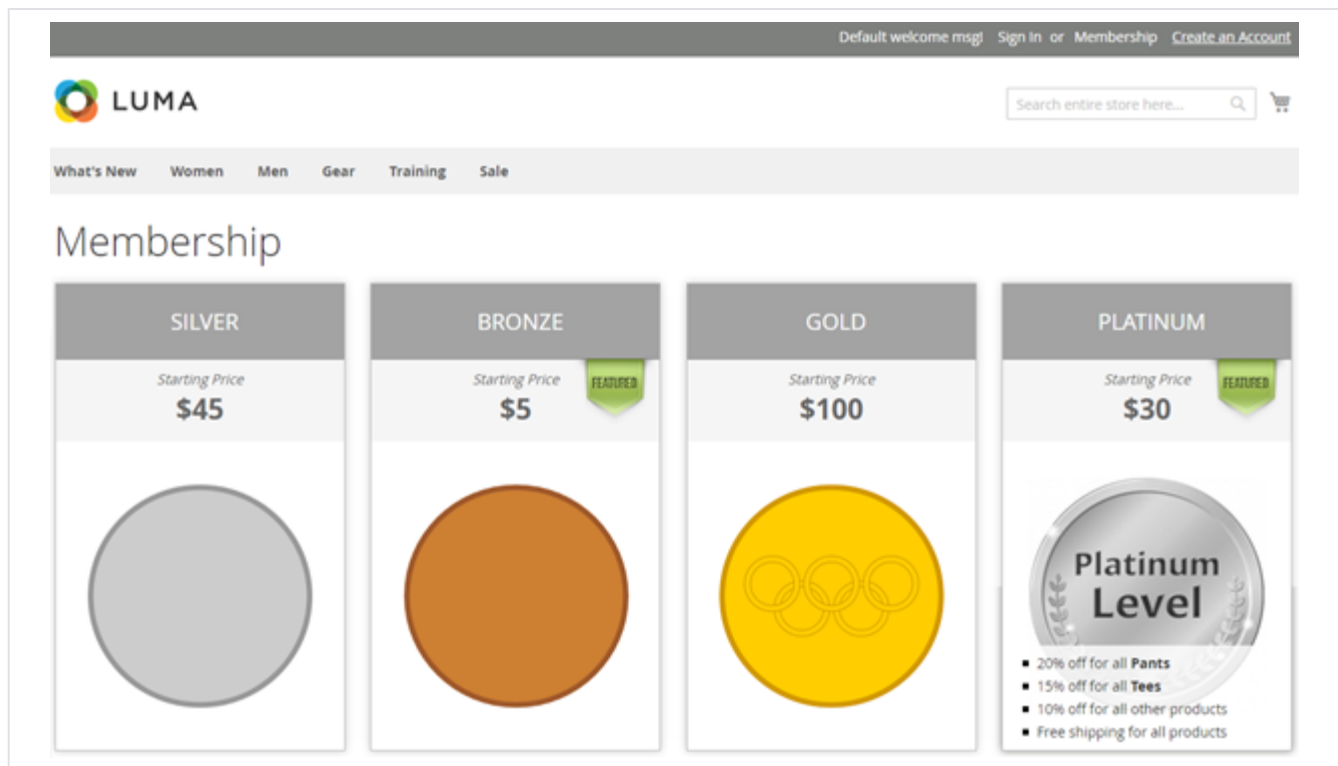 Default welcome msg! Sign In or Membership Create an Account
LUMA
Search entire store here...
What's New Women Men Gear Training Sale
Membership
SILVER
Starting Price
$45
BRONZE
Starting Price
$5
FEATURED
GOLD
Starting Price
$100
PLATINUM
Starting Price
$30
FEATURED
Platinum
Level
20% off for all Pants
15% off for all Tees
10% off for all other products
Free shipping for all products